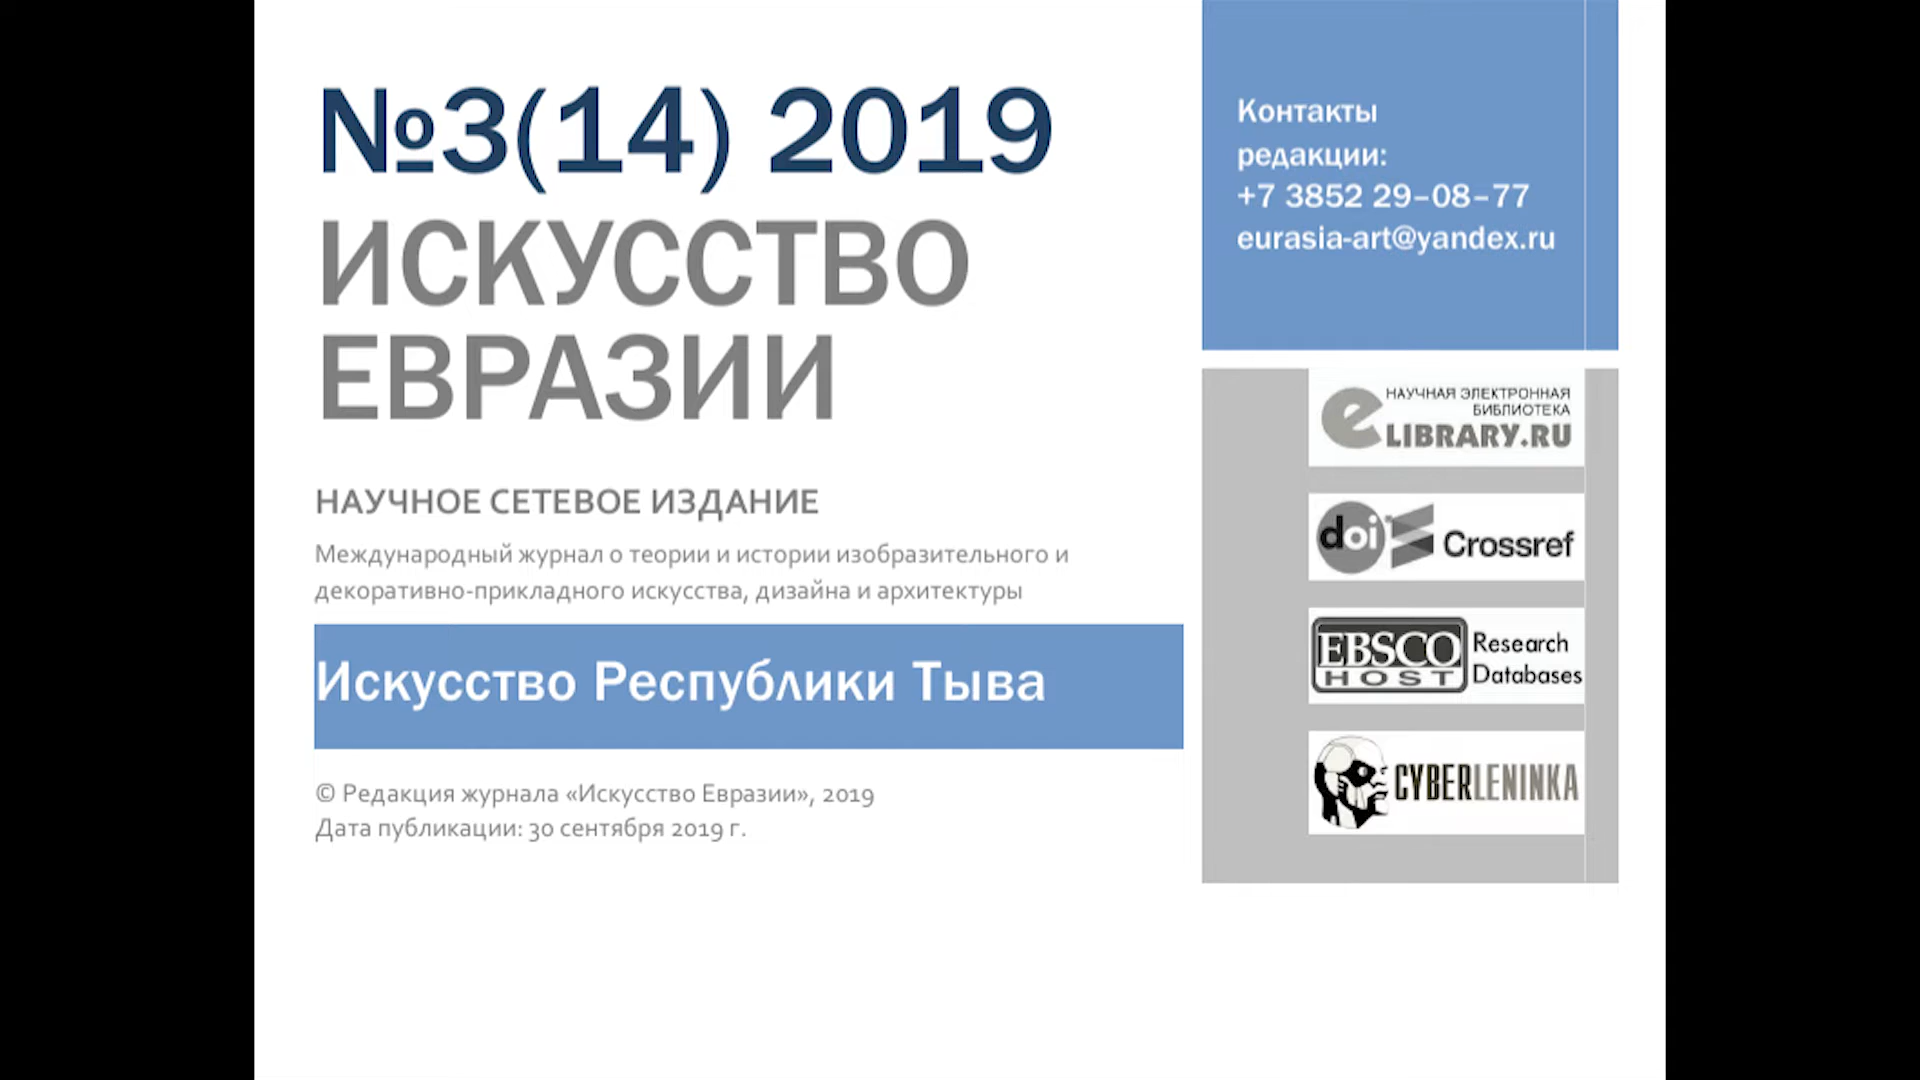 №3(14) 2019
ИСКУССТВО
ЕВРАЗИИ
НАУЧНОЕ СЕТЕВОЕ ИЗДАНИЕ
Международный журнал о теории и истории изобразительного и
декоративно-прикладного искусства, дизайна и архитектуры
Искусство Республики Тыва
© Редакция журнала «Искусство Евразии», 2019
Дата публикации: 30 сентября 2019 г.
Контакты
редакции:
+7 3852 29–08–77
eurasia-art@yandex.ru
НАУЧНАЯ ЭЛЕКТРОННАЯ
БИБЛИОТЕКА
eLIBRARY.RU
doi Crossref
EBSCO
HOST
Research
Databases
CYBERLENINKA